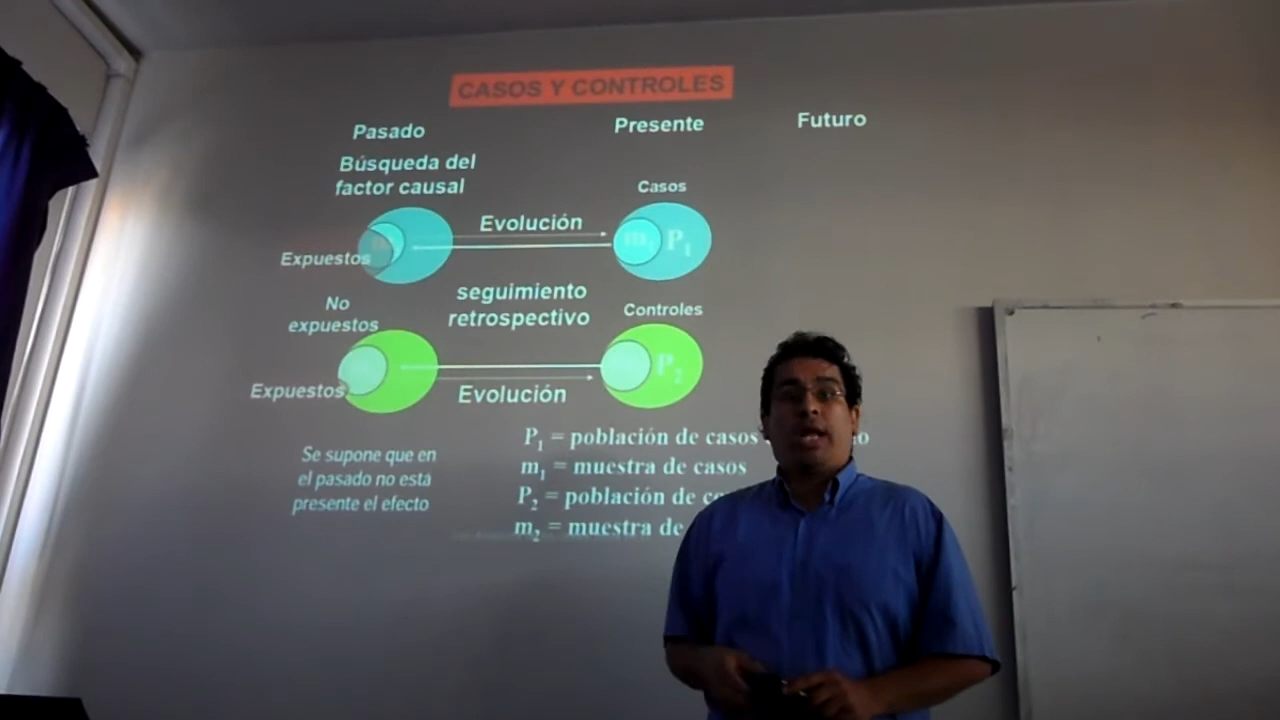 CASOS Y CONTROLES
Pasado
Presente
Futuro
Búsqueda del
factor causal
Casos
Evolución
m1 P1
Expuestos
seguimiento
retrospectivo
No
expuestos
Controles
P2
Expuestos
Evolución
P1 = población de casos
m1 = muestra de casos
P2 = población de
m2 = muestra de
Se supone que en
el pasado no está
presente el efecto